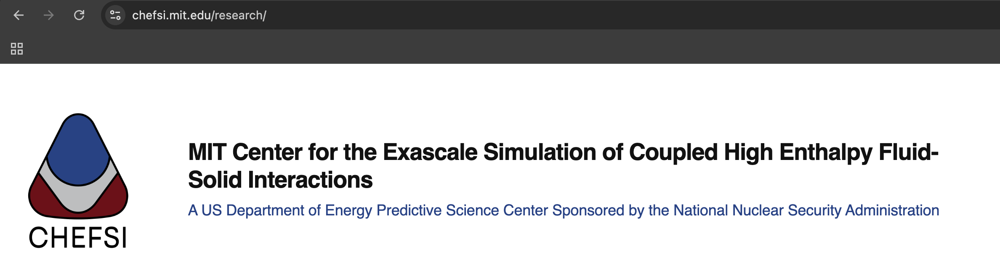 chefsi.mit.edu/research/
MIT Center for the Exascale Simulation of Coupled High Enthalpy Fluid-
Solid Interactions
A US Department of Energy Predictive Science Center Sponsored by the National Nuclear Security Administration
CHEFSI